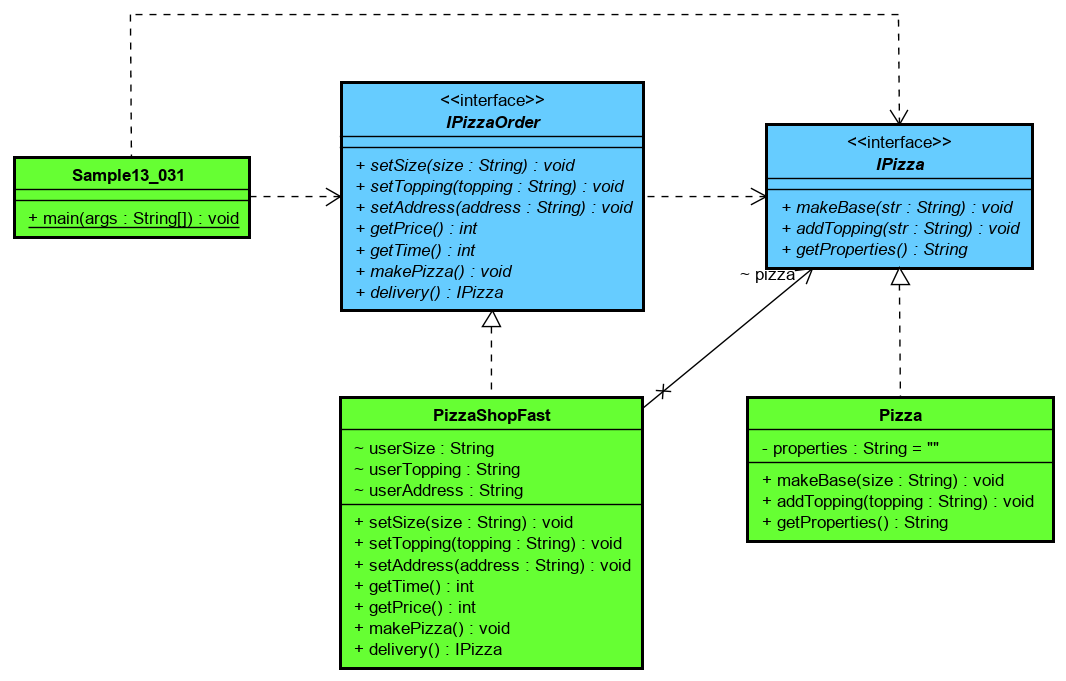 Sample13_031
+ main(args : String[]) : void
<<interface>>
IPizzaOrder
+ setSize(size : String) : void
+ setTopping(topping : String) : void
+ setAddress(address : String) : void
+ getPrice() : int
+ getTime() : int
+ makePizza() : void
+ delivery() : IPizza
<<interface>>
IPizza
+ makeBase(str : String) : void
+ addTopping(str : String) : void
+ getProperties() : String
~ pizza
PizzaShopFast
~ userSize : String
~ userTopping : String
~ userAddress : String
+ setSize(size : String) : void
+ setTopping(topping : String) : void
+ setAddress(address : String) : void
+ getTime() : int
+ getPrice() : int
+ makePizza() : void
+ delivery() : IPizza
Pizza
- properties : String = ""
+ makeBase(size : String) : void
+ addTopping(topping : String) : void
+ getProperties() : String